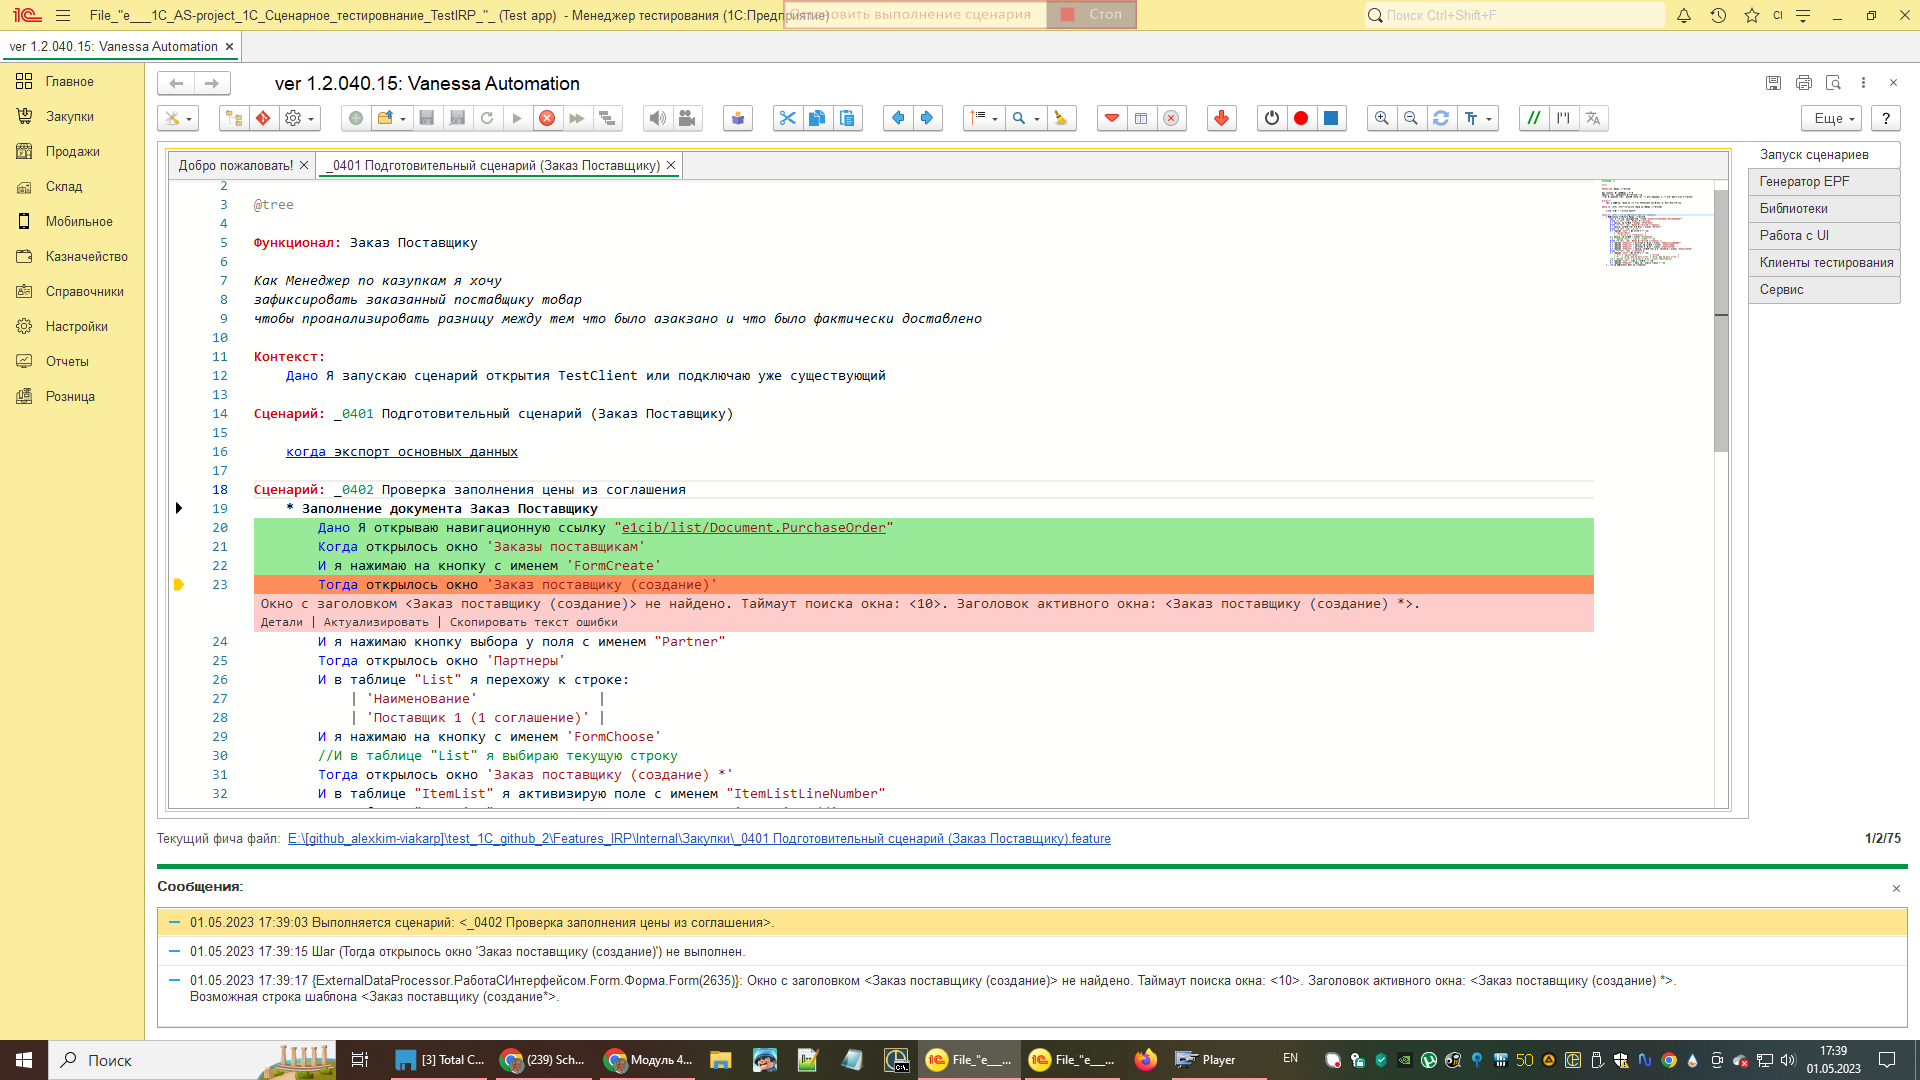 File_"e___1C_AS-project_1C_Сценарное_тестировнание_TestIRP_"_ (Test app) - Менеджер тестирования (1С:Предприятие)
Остановить выполнение сценария
Стоп
Поиск Ctrl+Shift+F
CI
ver 1.2.040.15: Vanessa Automation
Главное
Закупки
Продажи
Склад
Мобильное
Казначейство
Справочники
Настройки
Отчеты
Розница
ver 1.2.040.15: Vanessa Automation
Еще
?
Добро пожаловать!
_0401 Подготовительный сценарий (Заказ Поставщику)
2
3 @tree
4
5 Функционал: Заказ Поставщику
6
7 Как Менеджер по казупкам я хочу
8 зафиксировать заказанный поставщику товар
9 чтобы проанализировать разницу между тем что было азакзано и что было фактически доставлено
10
11 Контекст:
12 Дано Я запускаю сценарий открытия TestClient или подключаю уже существующий
13
14 Сценарий: _0401 Подготовительный сценарий (Заказ Поставщику)
15
16 когда экспорт основных данных
17
18 Сценарий: _0402 Проверка заполнения цены из соглашения
19 * Заполнение документа Заказ Поставщику
20 Дано Я открываю навигационную ссылку "e1cib/list/Document.PurchaseOrder"
21 Когда открылось окно 'Заказы поставщикам'
22 И я нажимаю на кнопку с именем 'FormCreate'
23 Тогда открылось окно 'Заказ поставщику (создание)'
Окно с заголовком <Заказ поставщику (создание)> не найдено. Таймаут поиска окна: <10>. Заголовок активного окна: <Заказ поставщику (создание) *>.
Детали | Актуализировать | Скопировать текст ошибки
24 И я нажимаю кнопку выбора у поля с именем "Partner"
25 Тогда открылось окно 'Партнеры'
26 И в таблице "List" я перехожу к строке:
27 | 'Наименование' |
28 | 'Поставщик 1 (1 соглашение)' |
29 И я нажимаю на кнопку с именем 'FormChoose'
30 //И в таблице "List" я выбираю текущую строку
31 Тогда открылось окно 'Заказ поставщику (создание) *'
32 И в таблице "ItemList" я активизирую поле с именем "ItemListLineNumber"
Запуск сценариев
Генератор EPF
Библиотеки
Работа с UI
Клиенты тестирования
Сервис
Текущий фича файл: E:\[github_alexkim-viakarp]\test_1C_github_2\Features_IRP\Internal\Закупки\_0401 Подготовительный сценарий (Заказ Поставщику).feature
1/2/75
Сообщения:
01.05.2023 17:39:03 Выполняется сценарий: <_0402 Проверка заполнения цены из соглашения>.
01.05.2023 17:39:15 Шаг (Тогда открылось окно 'Заказ поставщику (создание)') не выполнен.
01.05.2023 17:39:17 {ExternalDataProcessor.РаботаСИнтерфейсом.Form.Форма.Form(2635)}: Окно с заголовком <Заказ поставщику (создание)> не найдено. Таймаут поиска окна: <10>. Заголовок активного окна: <Заказ поставщику (создание) *>.
Возможная строка шаблона <Заказ поставщику (создание*>.
Поиск
[3] Total C...
(239) Sch...
Модуль 4...
File_"e___...
File_"e___...
Player
EN
50
17:39
01.05.2023